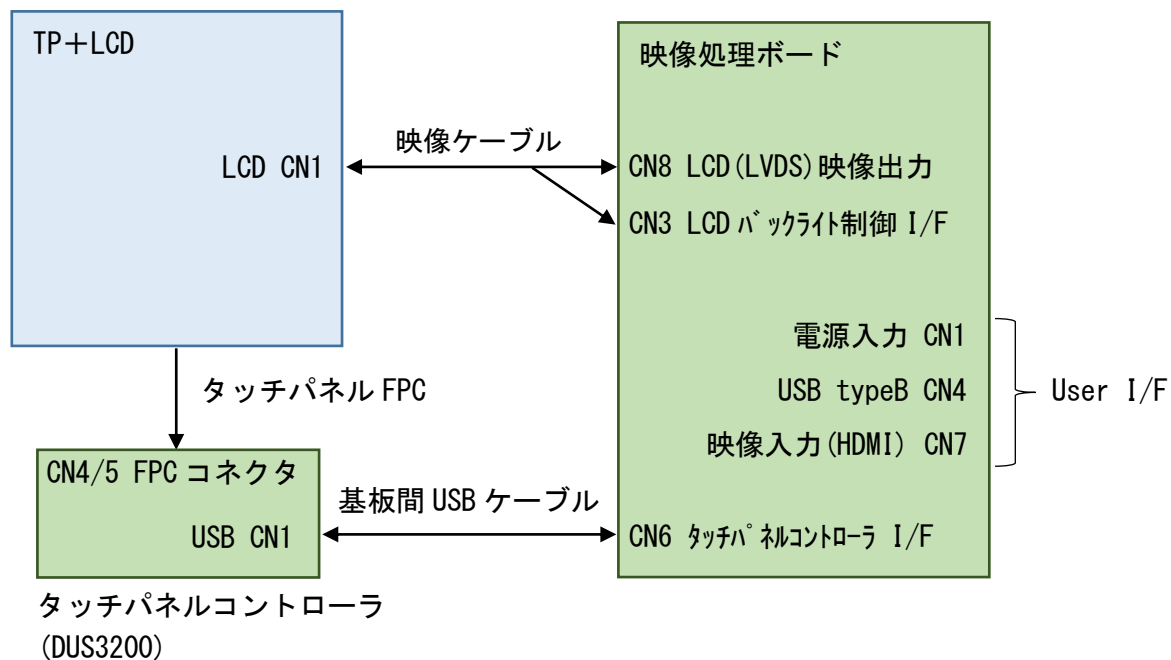 TP+LCD
映像処理ボード
映像ケーブル
LCD CN1
CN8 LCD(LVDS)映像出力
CN3 LCD バックライト制御 I/F
電源入力 CN1
USB typeB CN4
User I/F
映像入力(HDMI) CN7
タッチパネル FPC
CN4/5 FPC コネクタ
基板間 USB ケーブル
USB CN1
CN6 タッチパネルコントローラ I/F
タッチパネルコントローラ
(DUS3200)